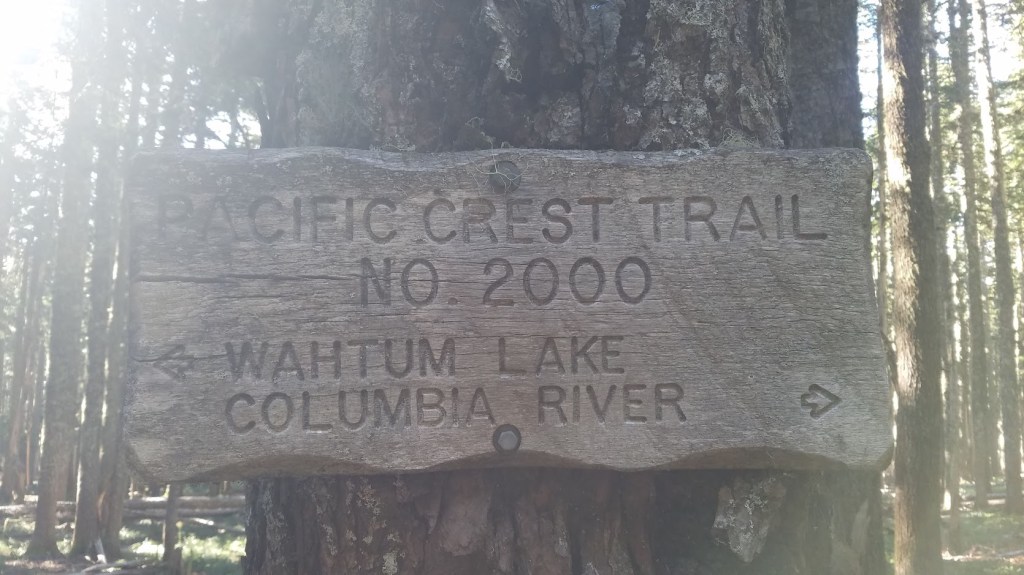 PACIFIC CREST TRAIL
NO. 2000
WAHTUM LAKE
COLUMBIA RIVER